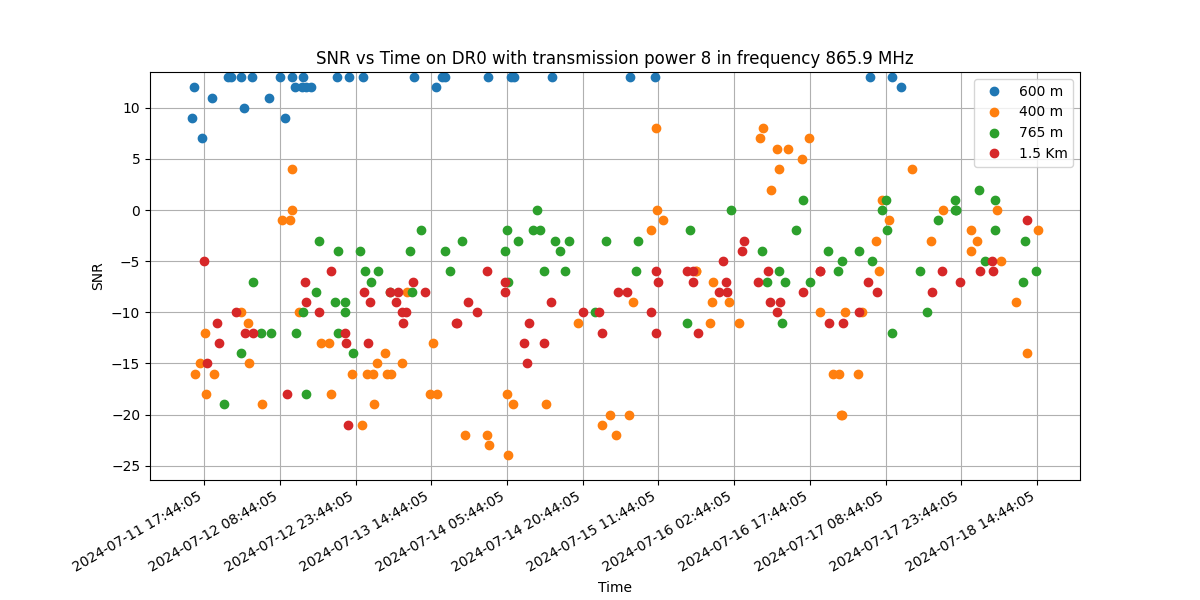 SNR vs Time on DR0 with transmission power 8 in frequency 865.9 MHz
600 m
400 m
765 m
1.5 Km
10
5
0
−5
−10
−15
−20
−25
SNR
2024-07-11 17:44:05
2024-07-12 08:44:05
2024-07-12 23:44:05
2024-07-13 14:44:05
2024-07-14 05:44:05
2024-07-14 20:44:05
2024-07-15 11:44:05
2024-07-16 02:44:05
2024-07-16 17:44:05
2024-07-17 08:44:05
2024-07-17 23:44:05
2024-07-18 14:44:05
Time